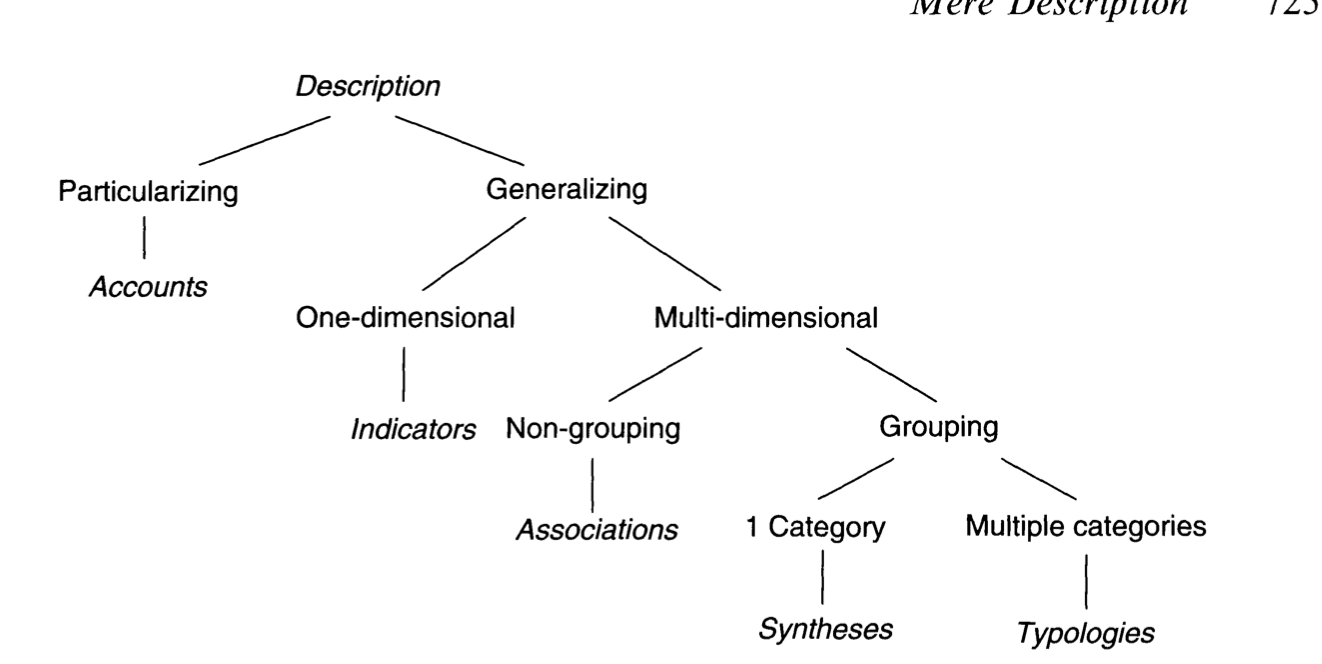 Mere Description 725
Description
Particularizing Generalizing
Accounts
One-dimensional Multi-dimensional
Indicators Non-grouping Grouping
Associations 1 Category Multiple categories
Syntheses Typologies